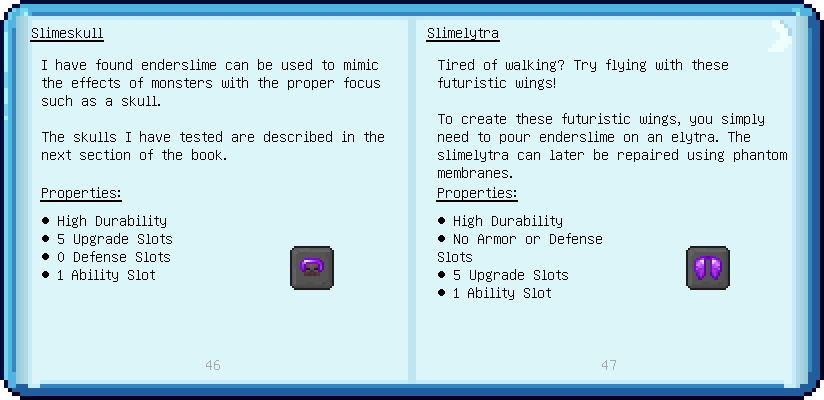 Slimeskull
I have found enderslime can be used to mimic
the effects of monsters with the proper focus
such as a skull.
The skulls I have tested are described in the
next section of the book.
Properties:
● High Durability
● 5 Upgrade Slots
● 0 Defense Slots
● 1 Ability Slot
46
Slimelytra
Tired of walking? Try flying with these
futuristic wings!
To create these futuristic wings, you simply
need to pour enderslime on an elytra. The
slimelytra can later be repaired using phantom
membranes.
Properties:
● High Durability
● No Armor or Defense
Slots
● 5 Upgrade Slots
● 1 Ability Slot
47